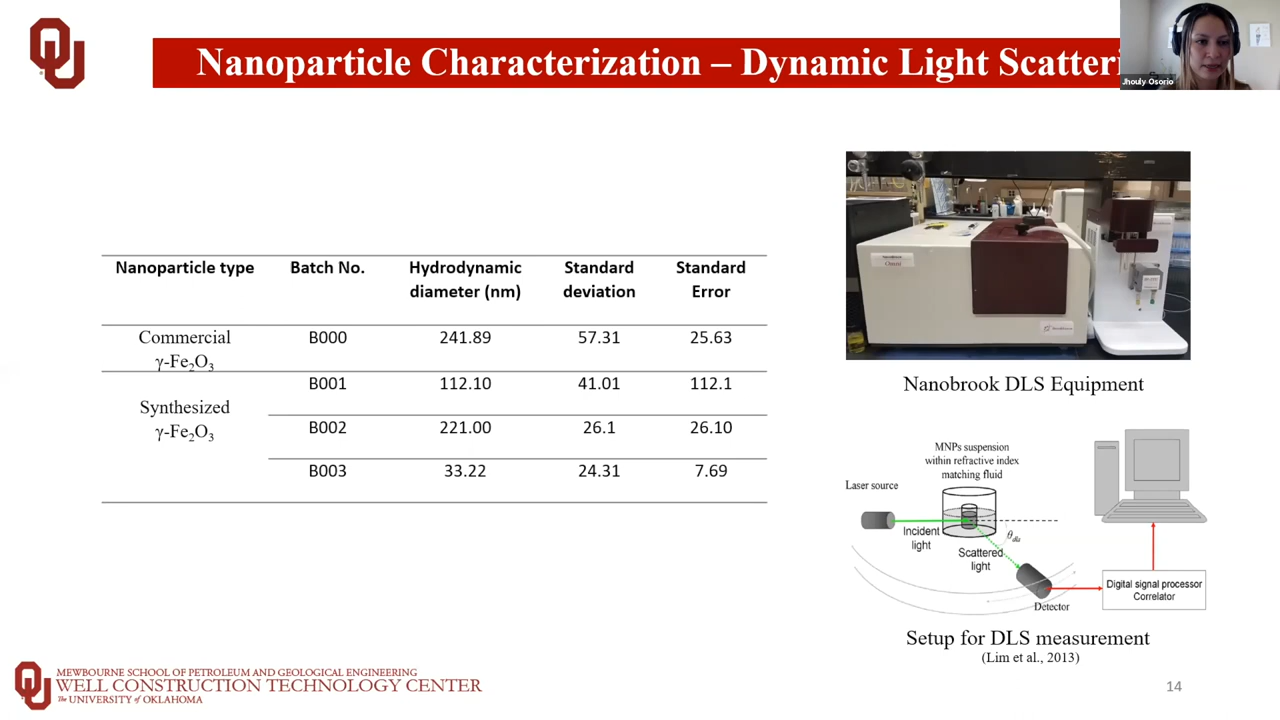 Nanoparticle Characterization – Dynamic Light Scatteri
Jhouly Osorio
Nanoparticle type Batch No. Hydrodynamic diameter (nm) Standard deviation Standard Error
Commercial γ-Fe₂O₃ B000 241.89 57.31 25.63
Synthesized γ-Fe₂O₃ B001 112.10 41.01 112.1
B002 221.00 26.1 26.10
B003 33.22 24.31 7.69
Omni
Nanobrook DLS Equipment
MNPs suspension
within refractive index
matching fluid
Laser source
Incident
light
Scattered
light
θdls
Detector
Digital signal processor
Correlator
Setup for DLS measurement
(Lim et al., 2013)
MEWBOURNE SCHOOL OF PETROLEUM AND GEOLOGICAL ENGINEERING
WELL CONSTRUCTION TECHNOLOGY CENTER
The UNIVERSITY of OKLAHOMA
14